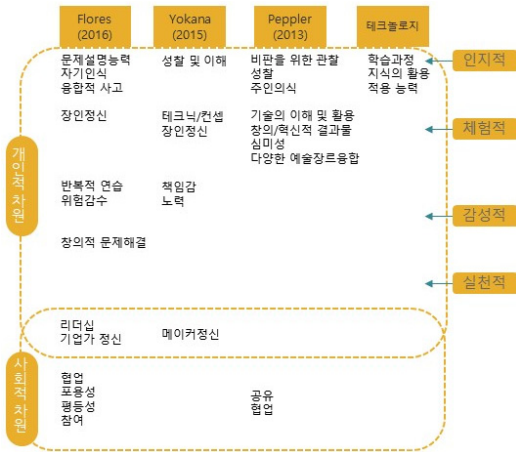 Flores
(2016)
Yokana
(2015)
Peppler
(2013)
테크놀로지
문제설명능력
자기인식
융합적 사고
성찰 및 이해
비판을 위한 관찰
성찰
주인의식
학습과정
지식의 활용
적용 능력
인지적
장인정신
테크닉/컨셉
장인정신
기술의 이해 및 활용
창의/혁신적 결과물
심미성
다양한 예술장르융합
체험적
개인적 차원
반복적 연습
위험감수
책임감
노력
감성적
창의적 문제해결
실천적
리더십
기업가 정신
메이커정신
사회적 차원
협업
포용성
평등성
참여
공유
협업